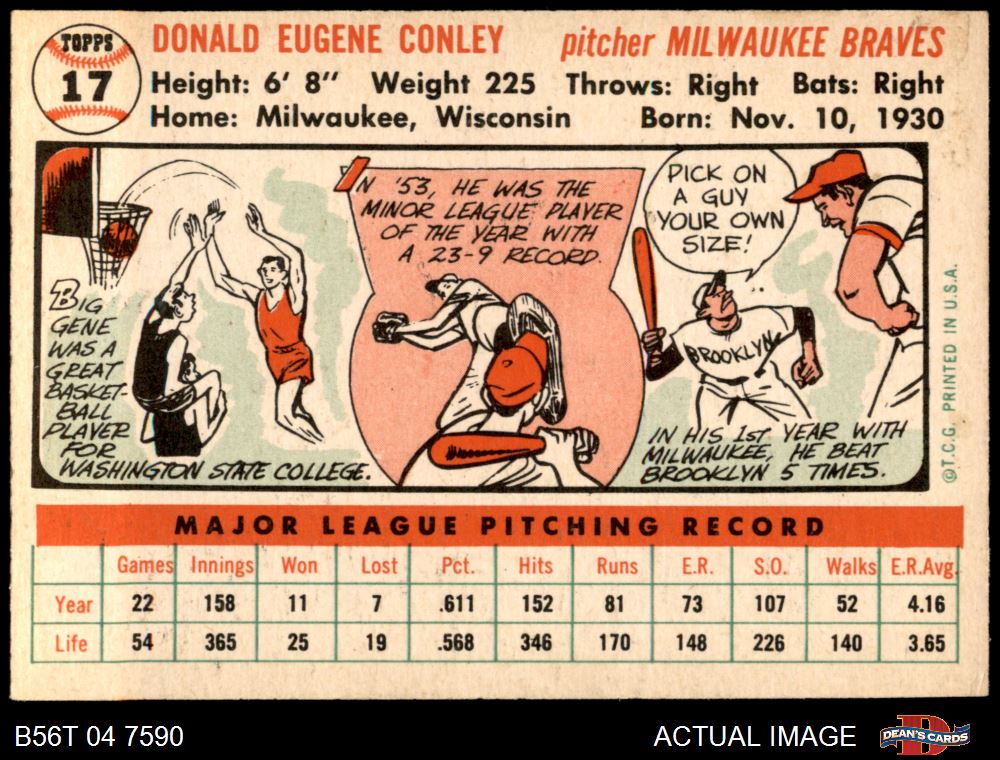 TOPPS
17
DONALD EUGENE CONLEY
pitcher MILWAUKEE BRAVES
Height: 6' 8" Weight 225 Throws: Right Bats: Right
Home: Milwaukee, Wisconsin Born: Nov. 10, 1930
BIG
GENE
WAS A
GREAT
BASKET-
BALL
PLAYER
FOR
WASHINGTON STATE COLLEGE.
IN '53, HE WAS THE
MINOR LEAGUE PLAYER
OF THE YEAR WITH
A 23-9 RECORD.
PICK ON
A GUY
YOUR OWN
SIZE!
BROOKLYN
IN HIS 1ST YEAR WITH
MILWAUKEE, HE BEAT
BROOKLYN 5 TIMES.
©T.C.G. PRINTED IN U.S.A.
MAJOR LEAGUE PITCHING RECORD
Games Innings Won Lost Pct. Hits Runs E.R. S.O. Walks E.R.Avg.
Year 22 158 11 7 .611 152 81 73 107 52 4.16
Life 54 365 25 19 .568 346 170 148 226 140 3.65
B56T 04 7590
ACTUAL IMAGE
DEAN'S CARDS